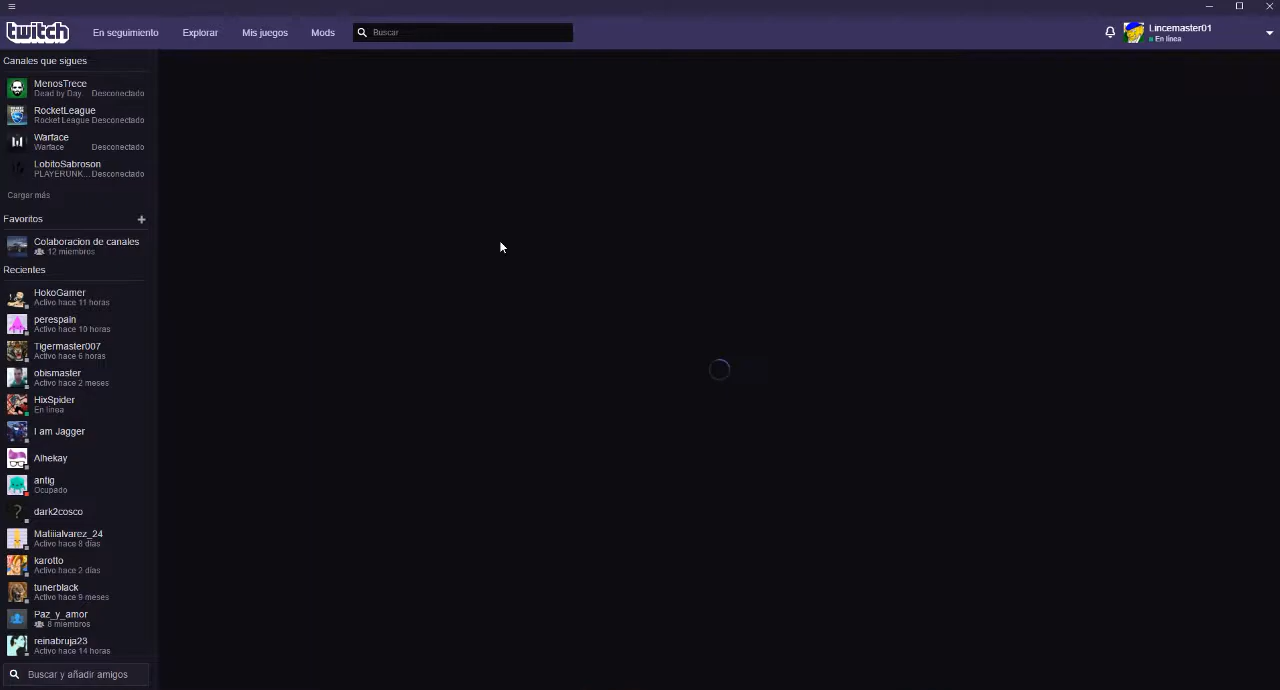 twitch
En seguimiento
Explorar
Mis juegos
Mods
Buscar
Lincemaster01
En línea
Canales que sigues
MenosTrece
Dead by Day... Desconectado
RocketLeague
Rocket League Desconectado
Warface
Warface Desconectado
LobitoSabroson
PLAYERUNK... Desconectado
Cargar más
Favoritos
Colaboracion de canales
12 miembros
Recientes
HokoGamer
Activo hace 11 horas
perespain
Activo hace 10 horas
Tigermaster007
Activo hace 6 horas
obismaster
Activo hace 2 meses
HixSpider
En línea
I am Jagger
Alhekay
antig
Ocupado
dark2cosco
Matiiialvarez_24
Activo hace 8 días
karotto
Activo hace 2 días
tunerblack
Activo hace 9 meses
Paz_y_amor
8 miembros
reinabruja23
Activo hace 14 horas
Buscar y añadir amigos